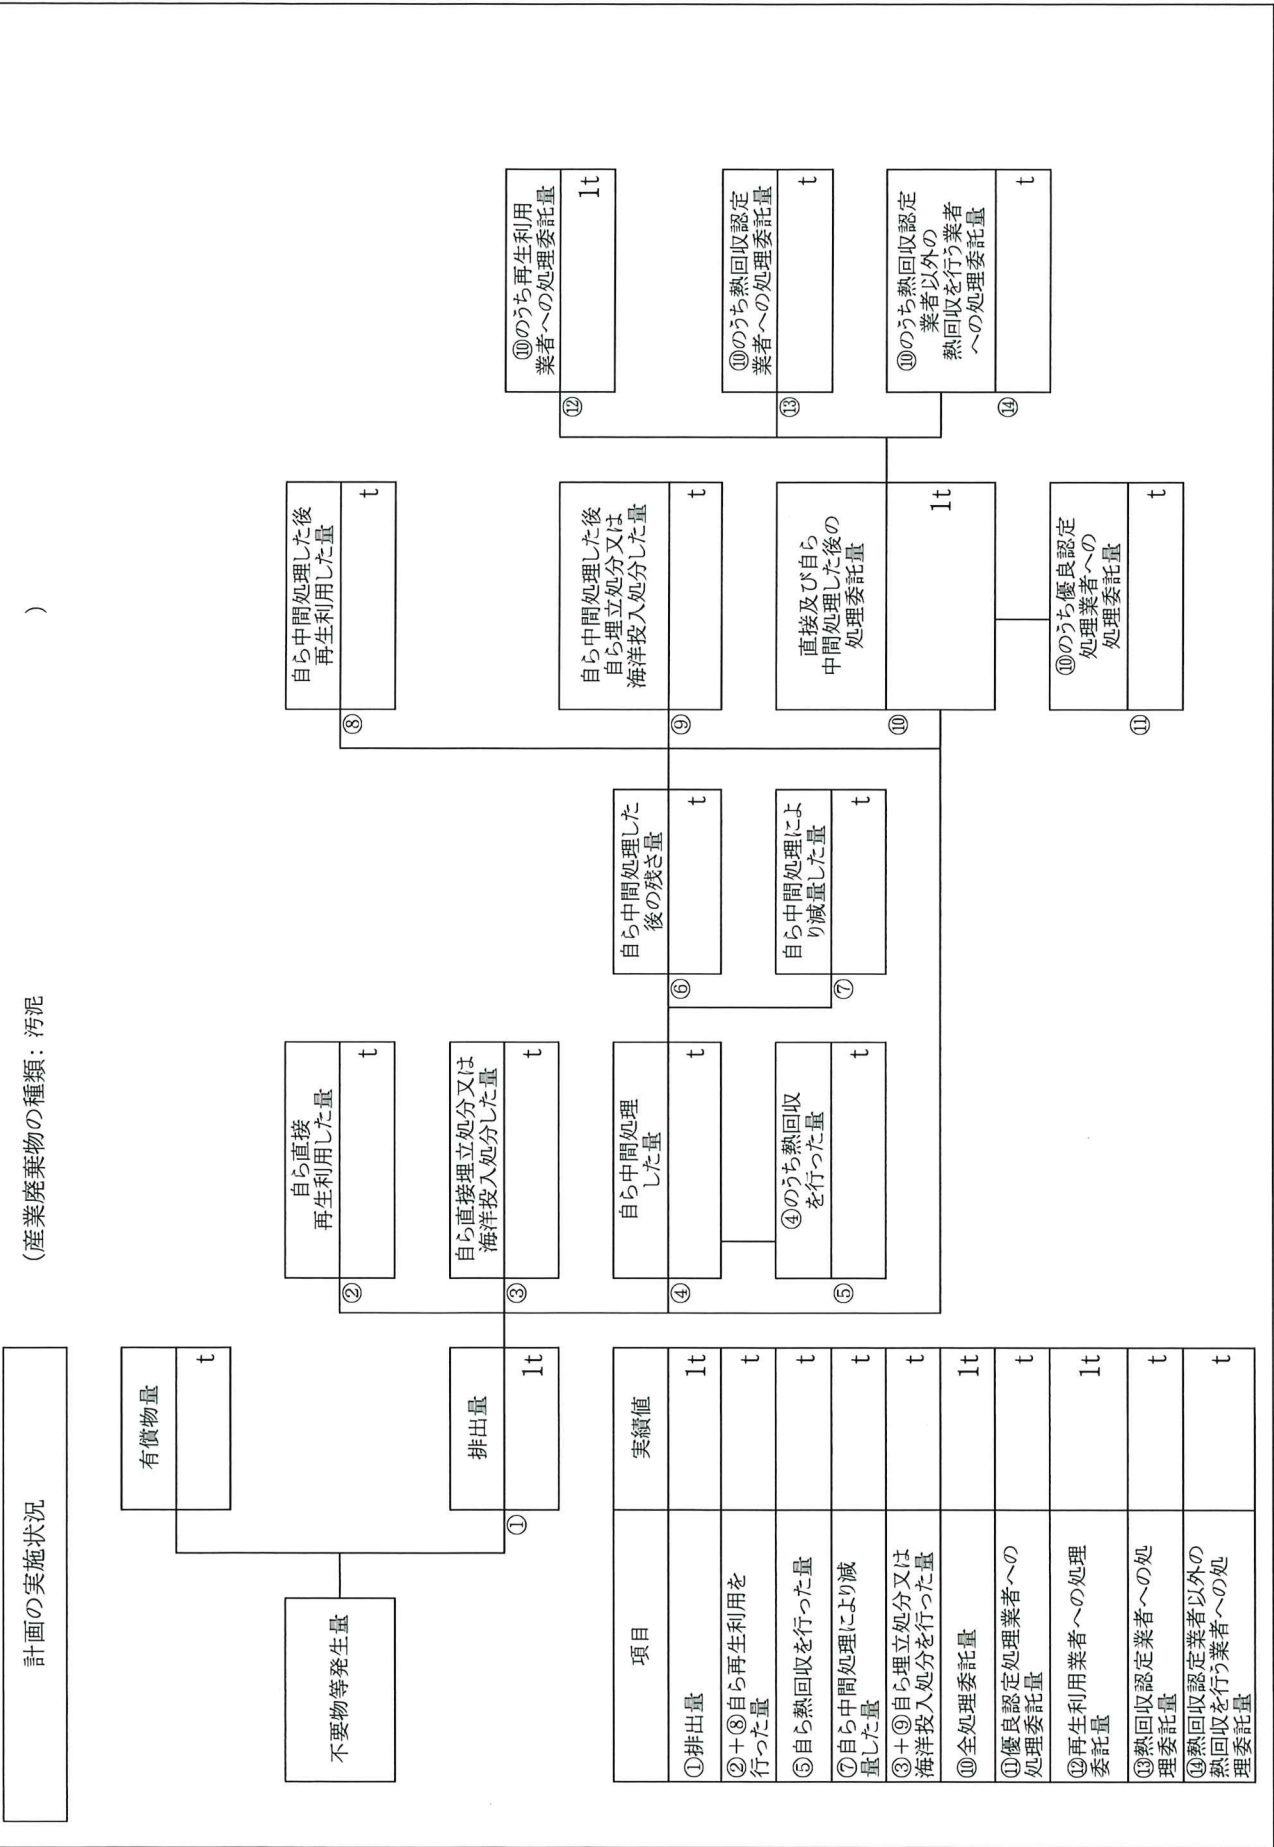 計画の実施状況
(産業廃棄物の種類：汚泥 )
不要物等発生量
有償物量
t
①
排出量
1t
②
自ら直接
再生利用した量
t
③
自ら直接埋立処分又は
海洋投入処分した量
t
④
自ら中間処理
した量
t
⑤
④のうち熱回収
を行った量
t
⑥
自ら中間処理した
後の残さ量
t
⑦
自ら中間処理によ
り減量した量
t
⑧
自ら中間処理した後
再生利用した量
t
⑨
自ら中間処理した後
自ら埋立処分又は
海洋投入処分した量
t
⑩
直接及び自ら
中間処理した後の
処理委託量
1t
⑪
⑩のうち優良認定
処理業者への
処理委託量
t
⑫
⑩のうち再生利用
業者への処理委託量
1t
⑬
⑩のうち熱回収認定
業者への処理委託量
t
⑭
⑩のうち熱回収認定
業者以外の
熱回収を行う業者
への処理委託量
t
項目 実績値
①排出量 1t
②+⑧自ら再生利用を
行った量 t
⑤自ら熱回収を行った量 t
⑦自ら中間処理により減
量した量 t
③+⑨自ら埋立処分又は
海洋投入処分を行った量 t
⑩全処理委託量 1t
⑪優良認定処理業者への
処理委託量 t
⑫再生利用業者への処理
委託量 1t
⑬熱回収認定業者への処
理委託量 t
⑭熱回収認定業者以外の
熱回収を行う業者への処
理委託量 t